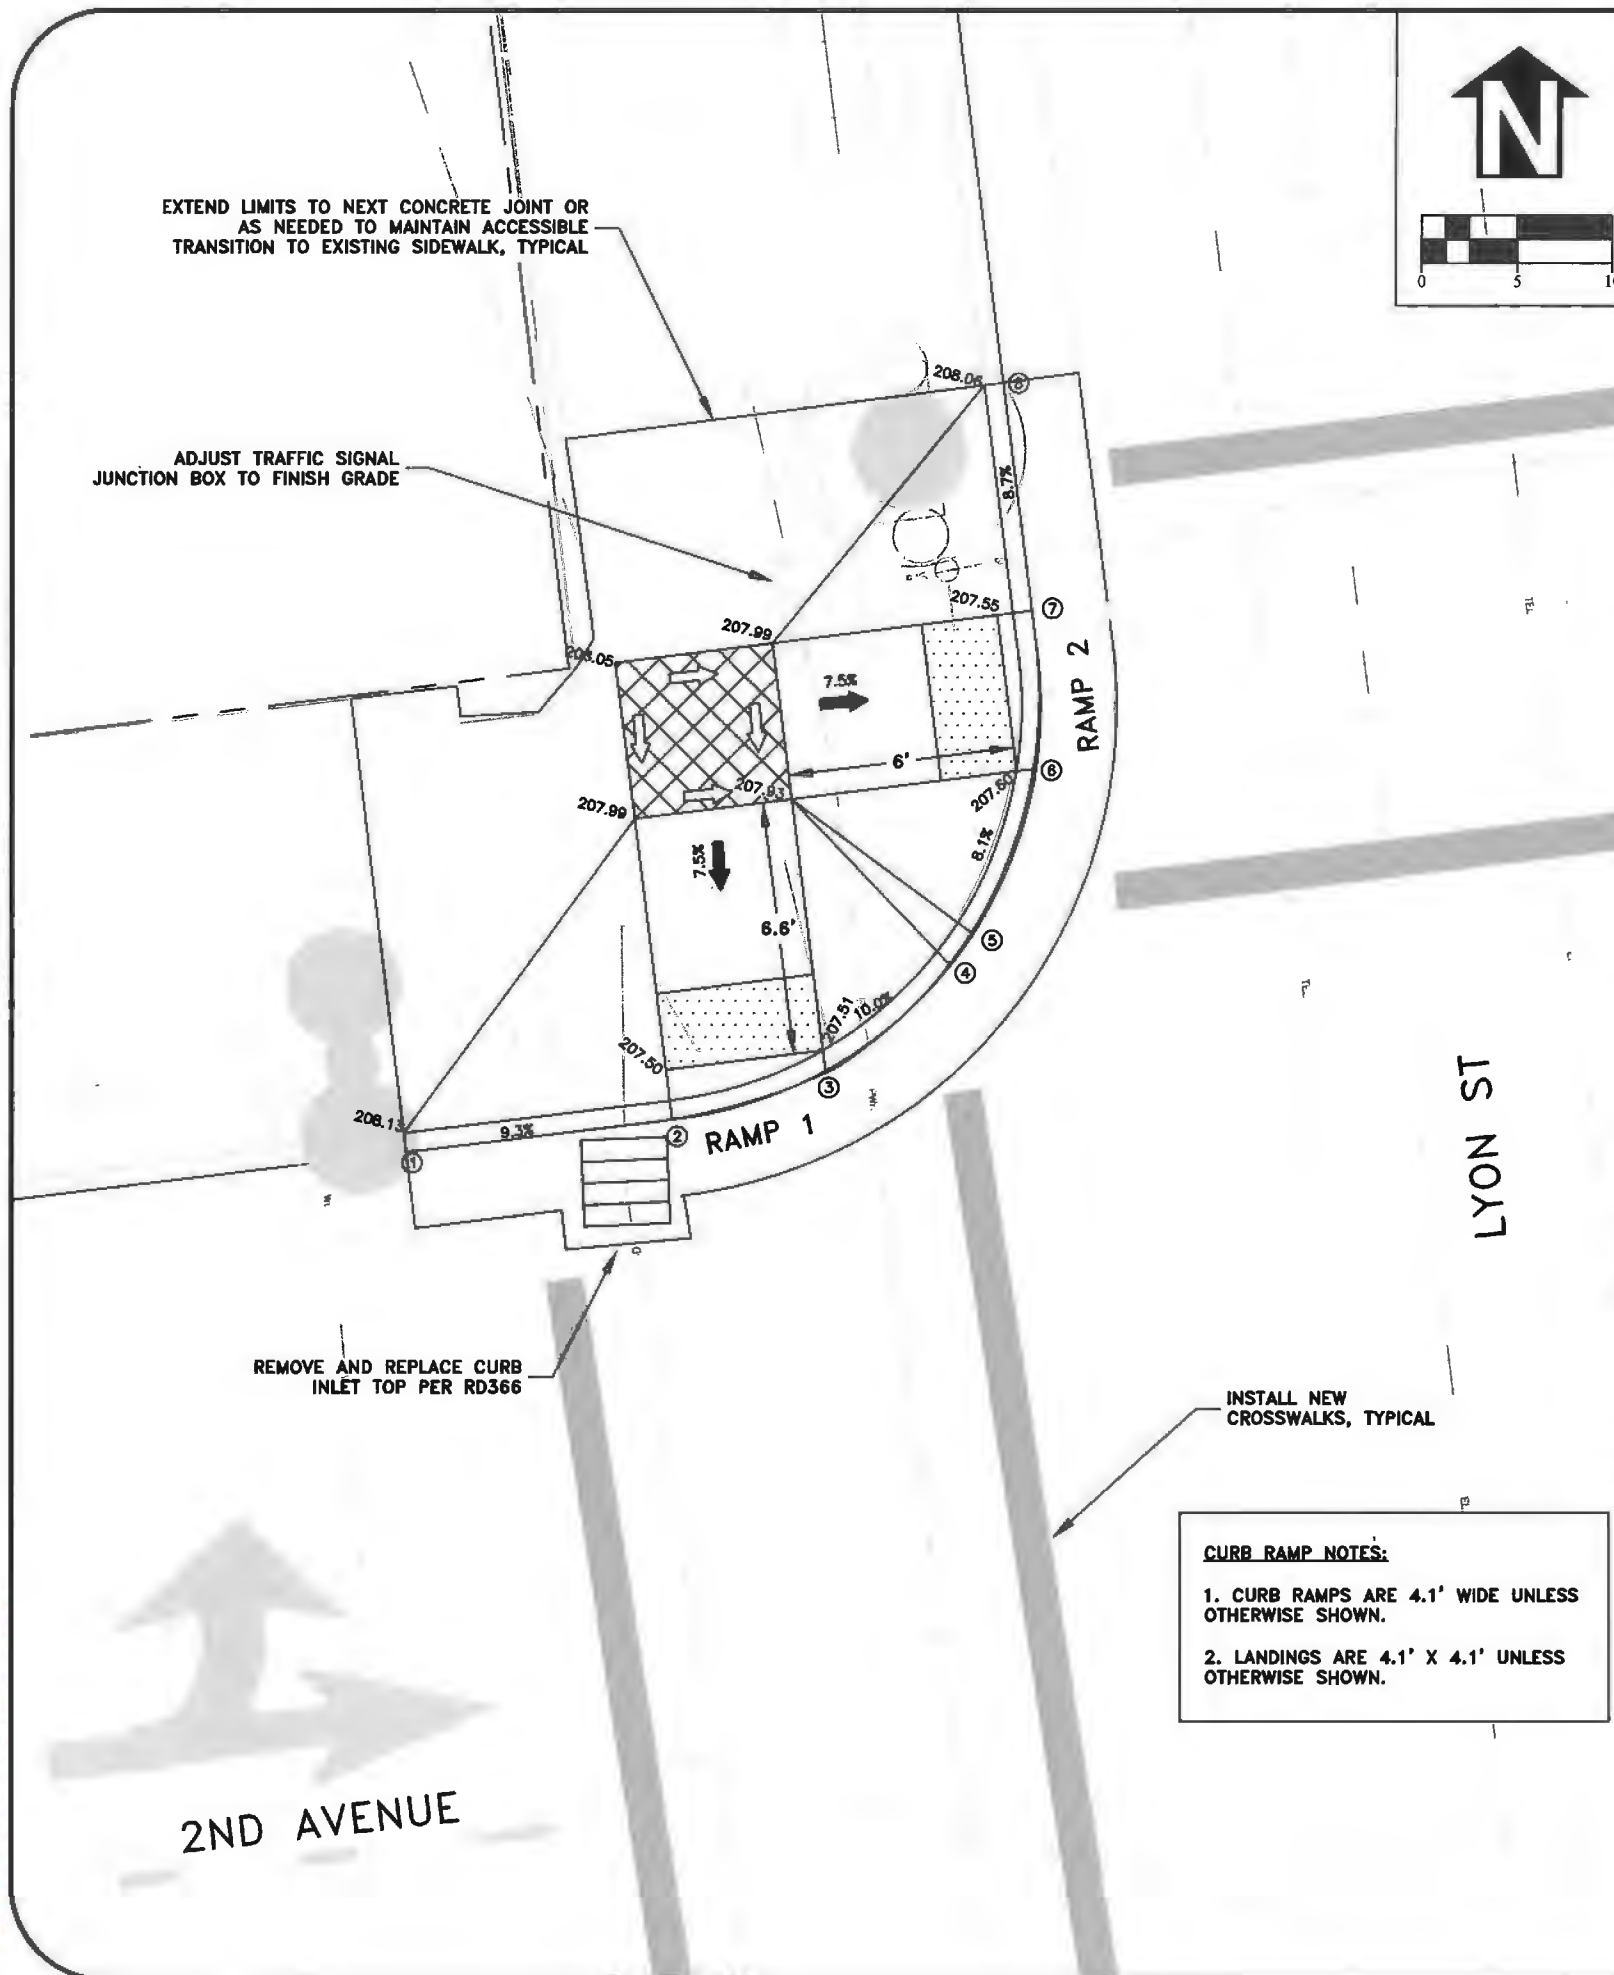 N
0 5
EXTEND LIMITS TO NEXT CONCRETE JOINT OR
AS NEEDED TO MAINTAIN ACCESSIBLE
TRANSITION TO EXISTING SIDEWALK, TYPICAL
208.06
8
ADJUST TRAFFIC SIGNAL
JUNCTION BOX TO FINISH GRADE
8.7%
207.55
7
207.99
208.05
7.5%
RAMP 2
6'
6
207.60
207.93
207.99
8.1%
7.5%
6.6'
5
4
207.51
10.0%
207.50
3
208.13
9.3%
2
RAMP 1
1
LYON ST
REMOVE AND REPLACE CURB
INLET TOP PER RD366
INSTALL NEW
CROSSWALKS, TYPICAL
CURB RAMP NOTES:
1. CURB RAMPS ARE 4.1' WIDE UNLESS
OTHERWISE SHOWN.
2. LANDINGS ARE 4.1' X 4.1' UNLESS
OTHERWISE SHOWN.
2ND AVENUE